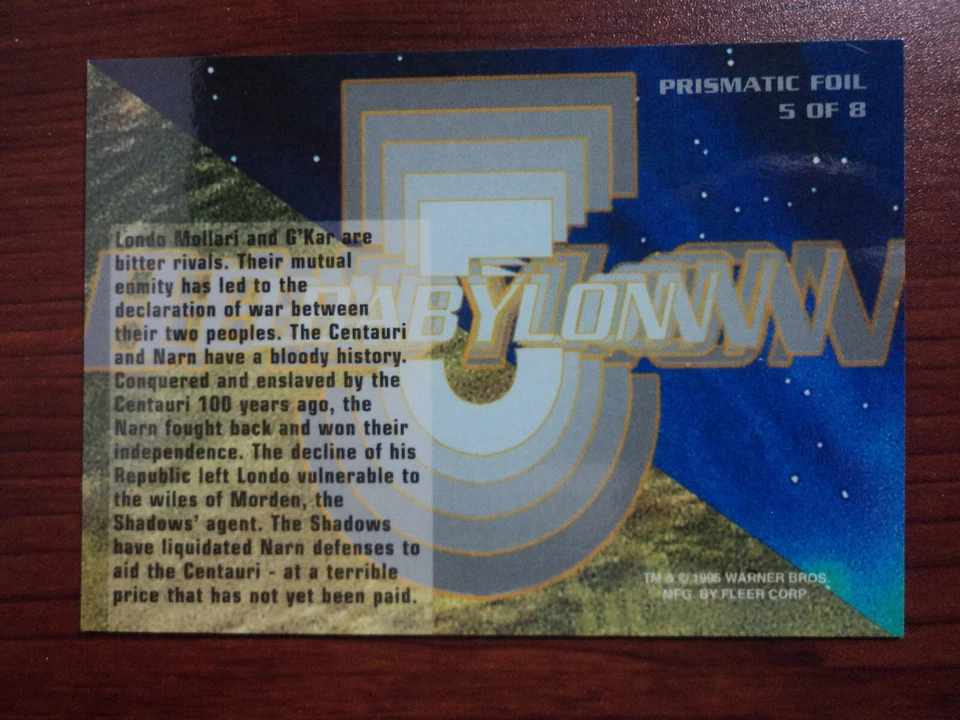 PRISMATIC FOIL
5 OF 8
5
BABYLON
Londo Mollari and G'Kar are
bitter rivals. Their mutual
enmity has led to the
declaration of war between
their two peoples. The Centauri
and Narn have a bloody history.
Conquered and enslaved by the
Centauri 100 years ago, the
Narn fought back and won their
independence. The decline of his
Republic left Londo vulnerable to
the wiles of Morden, the
Shadows' agent. The Shadows
have liquidated Narn defenses to
aid the Centauri - at a terrible
price that has not yet been paid.
TM & © 1995 WARNER BROS.
MFG. BY FLEER CORP.